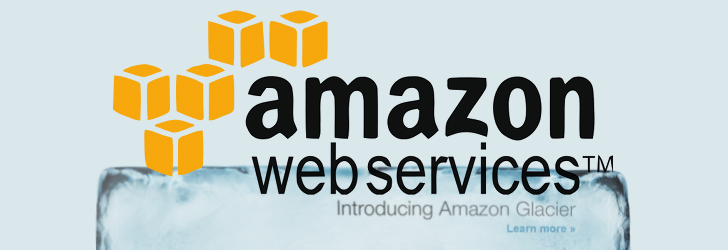 amazon
webservices™
Introducing Amazon Glacier
Learn more »